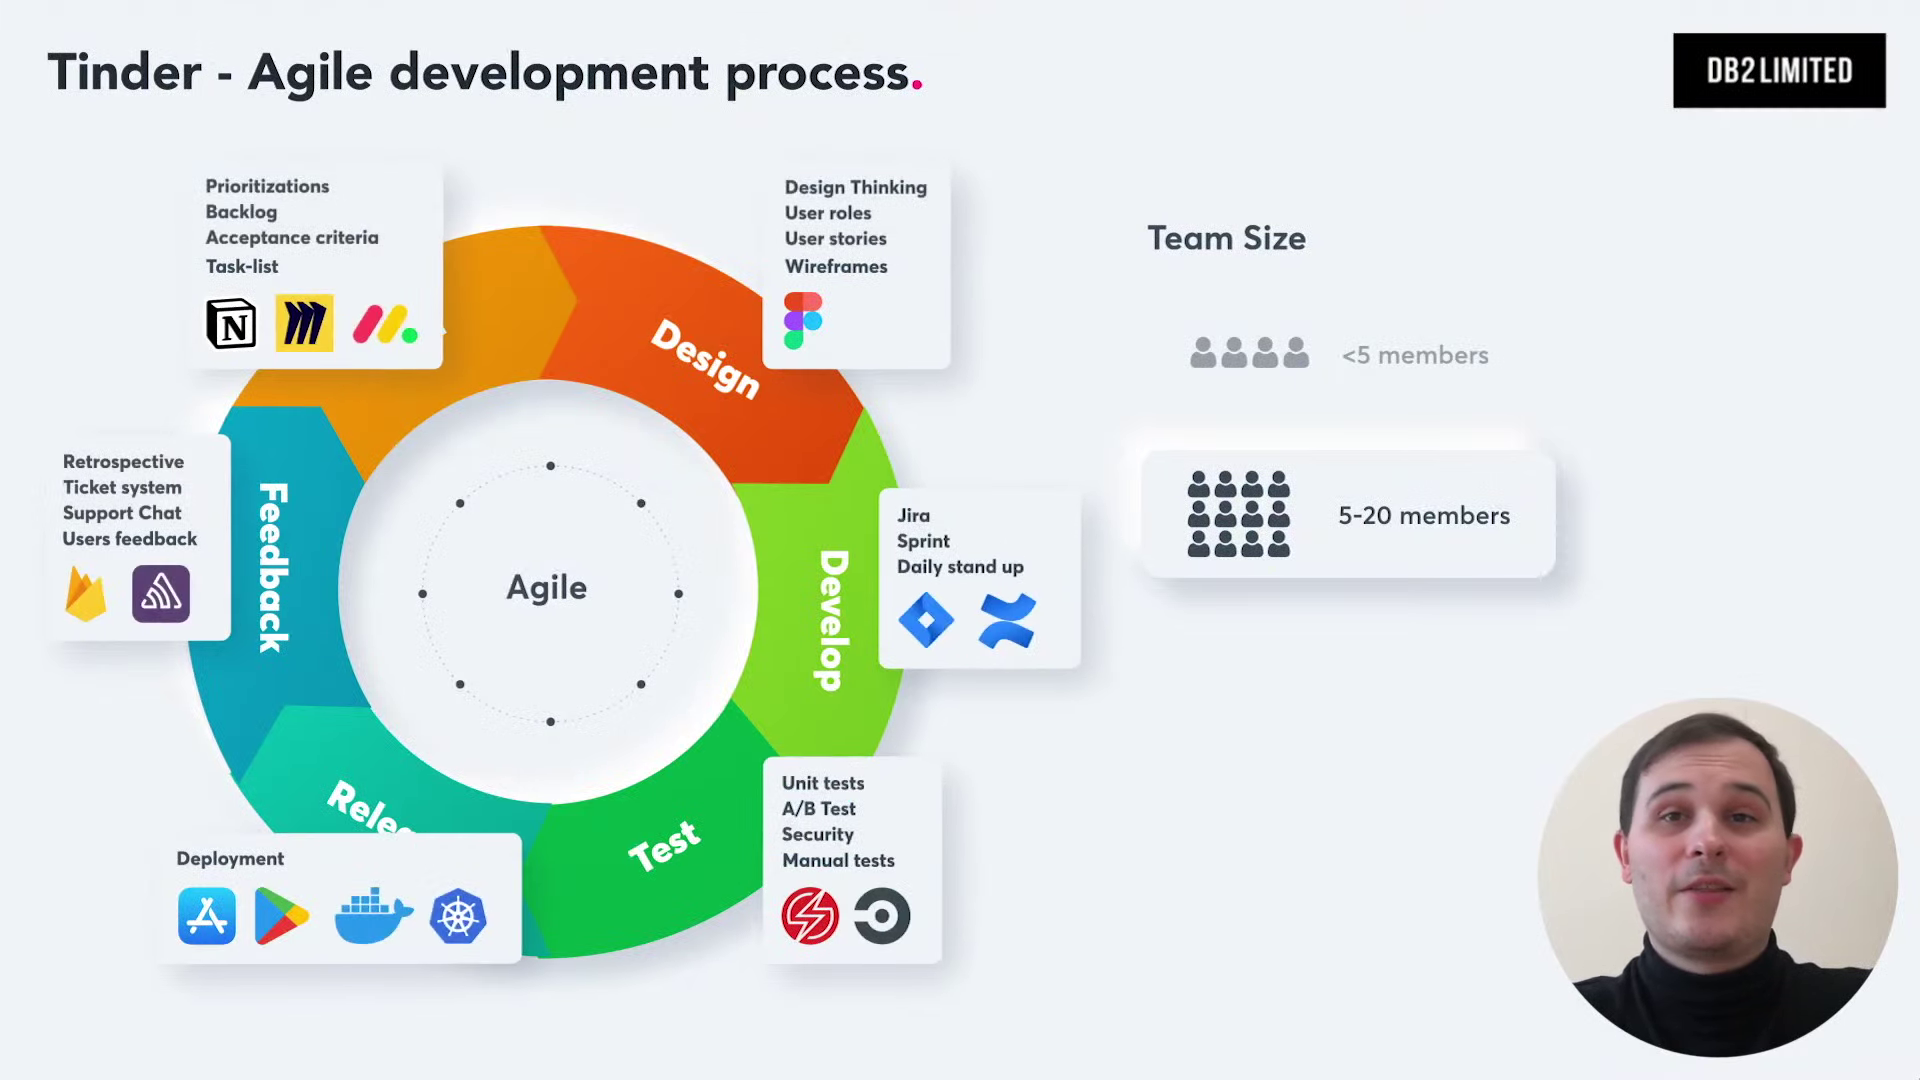 Tinder - Agile development process.
DB2 LIMITED
Prioritizations
Backlog
Acceptance criteria
Task-list
N
Design Thinking
User roles
User stories
Wireframes
Design
Team Size
<5 members
5-20 members
Retrospective
Ticket system
Support Chat
Users feedback
Feedback
Agile
Develop
Jira
Sprint
Daily stand up
Unit tests
A/B Test
Security
Manual tests
Test
Deployment